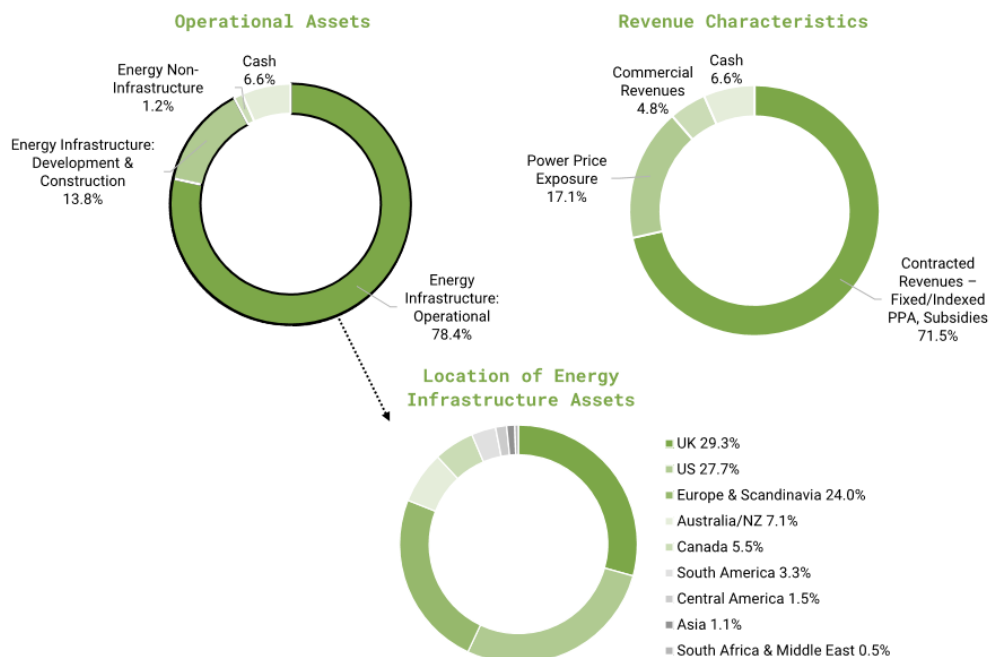 Operational Assets
Energy Non-
Infrastructure
1.2%
Cash
6.6%
Energy Infrastructure:
Development &
Construction
13.8%
Energy
Infrastructure:
Operational
78.4%
Revenue Characteristics
Commercial
Revenues
4.8%
Cash
6.6%
Power Price
Exposure
17.1%
Contracted
Revenues –
Fixed/Indexed
PPA, Subsidies
71.5%
Location of Energy
Infrastructure Assets
UK 29.3%
US 27.7%
Europe & Scandinavia 24.0%
Australia/NZ 7.1%
Canada 5.5%
South America 3.3%
Central America 1.5%
Asia 1.1%
South Africa & Middle East 0.5%